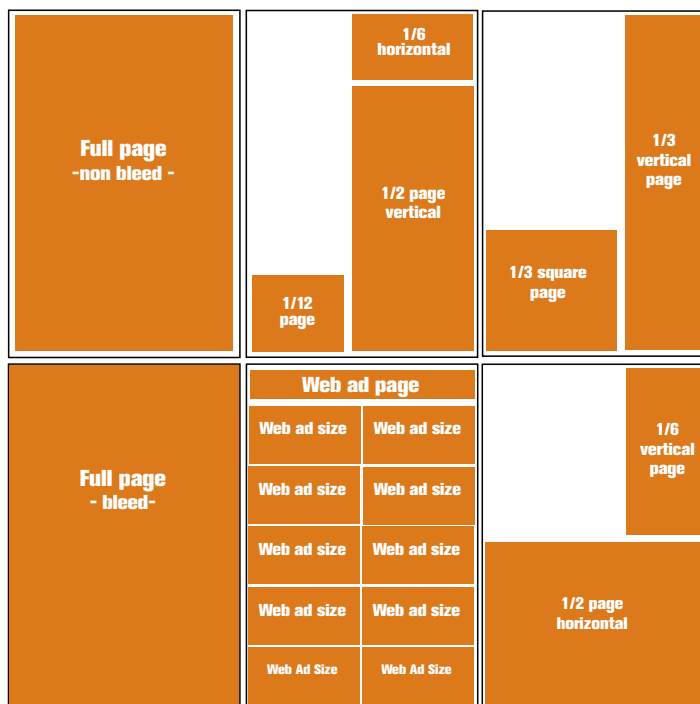 Full page
-non bleed -
1/6
horizontal
1/2 page
vertical
1/12
page
1/3
vertical
page
1/3 square
page
Full page
- bleed-
Web ad page
Web ad size
Web ad size
Web ad size
Web ad size
Web ad size
Web ad size
Web ad size
Web ad size
Web Ad Size
Web Ad Size
1/6
vertical
page
1/2 page
horizontal